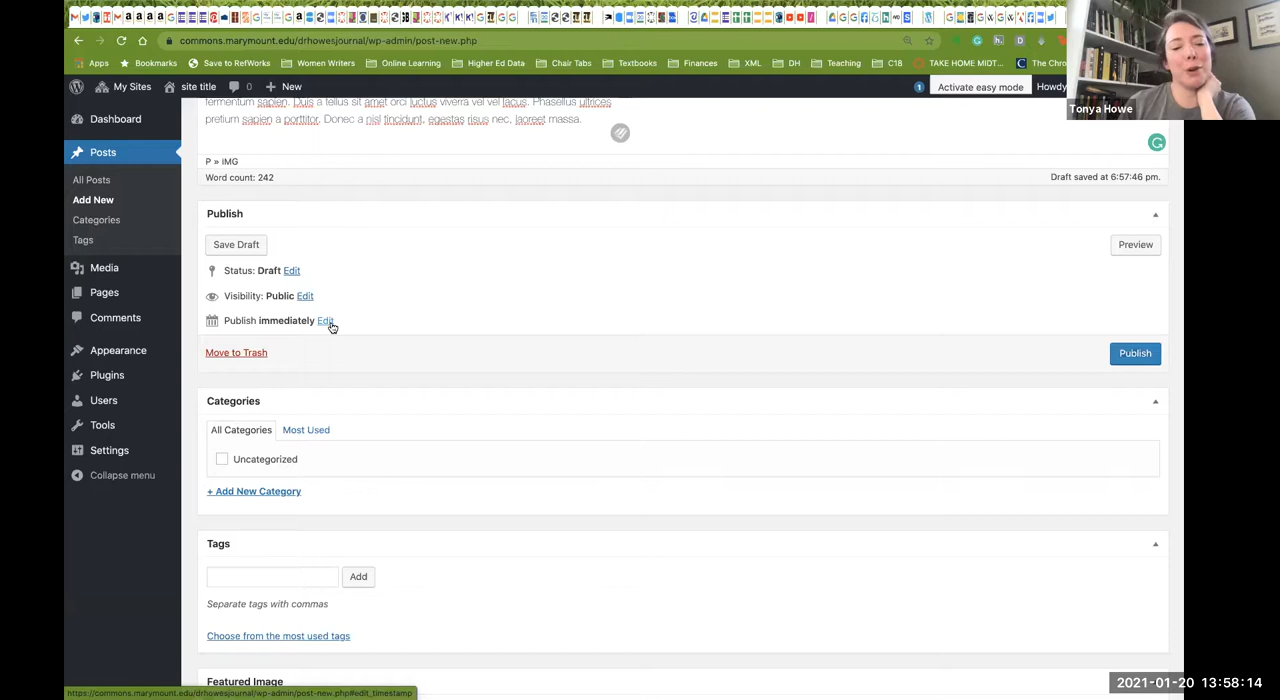 commons.marymount.edu/drhowesjournal/wp-admin/post-new.php
Apps Bookmarks Save to RefWorks Women Writers Online Learning Higher Ed Data Chair Tabs Textbooks Finances XML DH Teaching C18 TAKE HOME MIDT... The Chro
My Sites site title 0 New 1 Activate easy mode Howdy
Tonya Howe
Dashboard
Posts
All Posts
Add New
Categories
Tags
Media
Pages
Comments
Appearance
Plugins
Users
Tools
Settings
Collapse menu
fermentum sapien. Duis a tellus sit amet orci luctus viverra vel vel lacus. Phasellus ultrices
pretium sapien a porttitor. Donec a nisl tincidunt, egestas risus nec, laoreet massa.
P » IMG
Word count: 242 Draft saved at 6:57:46 pm.
Publish
Save Draft Preview
Status: Draft Edit
Visibility: Public Edit
Publish immediately Edit
Move to Trash Publish
Categories
All Categories Most Used
Uncategorized
+ Add New Category
Tags
Add
Separate tags with commas
Choose from the most used tags
Featured Image
https://commons.marymount.edu/drhowesjournal/wp-admin/post-new.php#edit_timestamp
2021-01-20 13:58:14